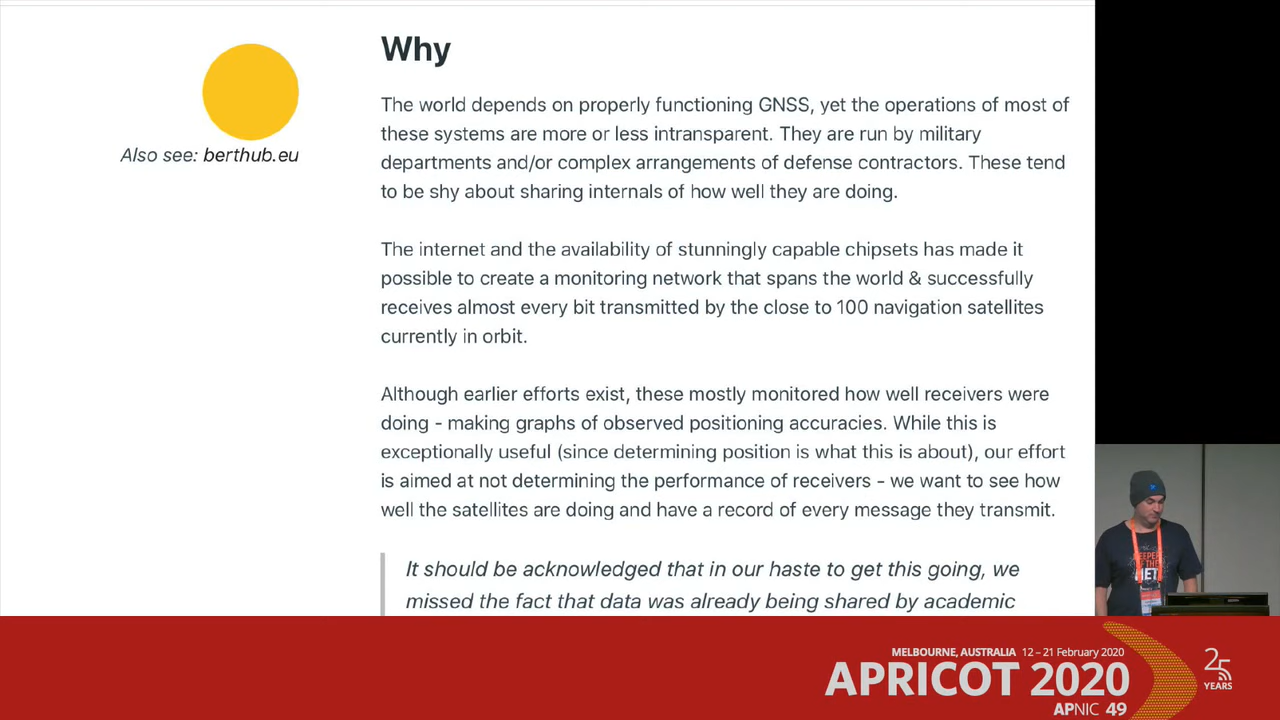 Why
The world depends on properly functioning GNSS, yet the operations of most of
these systems are more or less intransparent. They are run by military
departments and/or complex arrangements of defense contractors. These tend
to be shy about sharing internals of how well they are doing.
The internet and the availability of stunningly capable chipsets has made it
possible to create a monitoring network that spans the world & successfully
receives almost every bit transmitted by the close to 100 navigation satellites
currently in orbit.
Although earlier efforts exist, these mostly monitored how well receivers were
doing - making graphs of observed positioning accuracies. While this is
exceptionally useful (since determining position is what this is about), our effort
is aimed at not determining the performance of receivers - we want to see how
well the satellites are doing and have a record of every message they transmit.
It should be acknowledged that in our haste to get this going, we
missed the fact that data was already being shared by academic
Also see: berthub.eu
MELBOURNE, AUSTRALIA 12 – 21 February 2020
APRICOT 2020
APNIC 49
25
YEARS